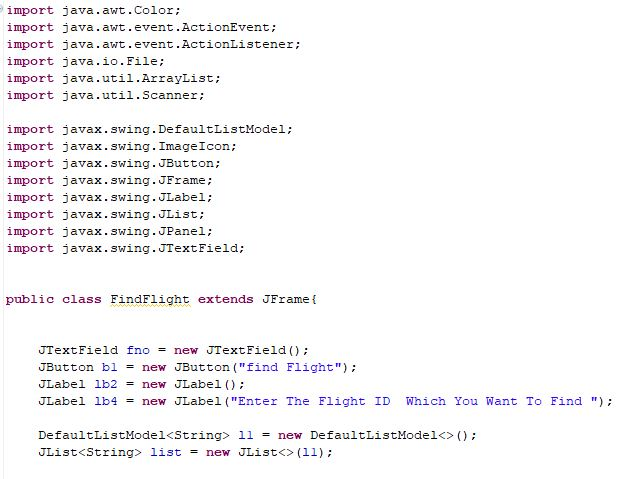 import java.awt.Color;
import java.awt.event.ActionEvent;
import java.awt.event.ActionListener;
import java.io.File;
import java.util.ArrayList;
import java.util.Scanner;

import javax.swing.DefaultListModel;
import javax.swing.ImageIcon;
import javax.swing.JButton;
import javax.swing.JFrame;
import javax.swing.JLabel;
import javax.swing.JList;
import javax.swing.JPanel;
import javax.swing.JTextField;


public class FindFlight extends JFrame{


    JTextField fno = new JTextField();
    JButton b1 = new JButton("find Flight");
    JLabel lb2 = new JLabel();
    JLabel lb4 = new JLabel("Enter The Flight ID  Which You Want To Find ");

    DefaultListModel<String> l1 = new DefaultListModel<>();
    JList<String> list = new JList<>(l1);